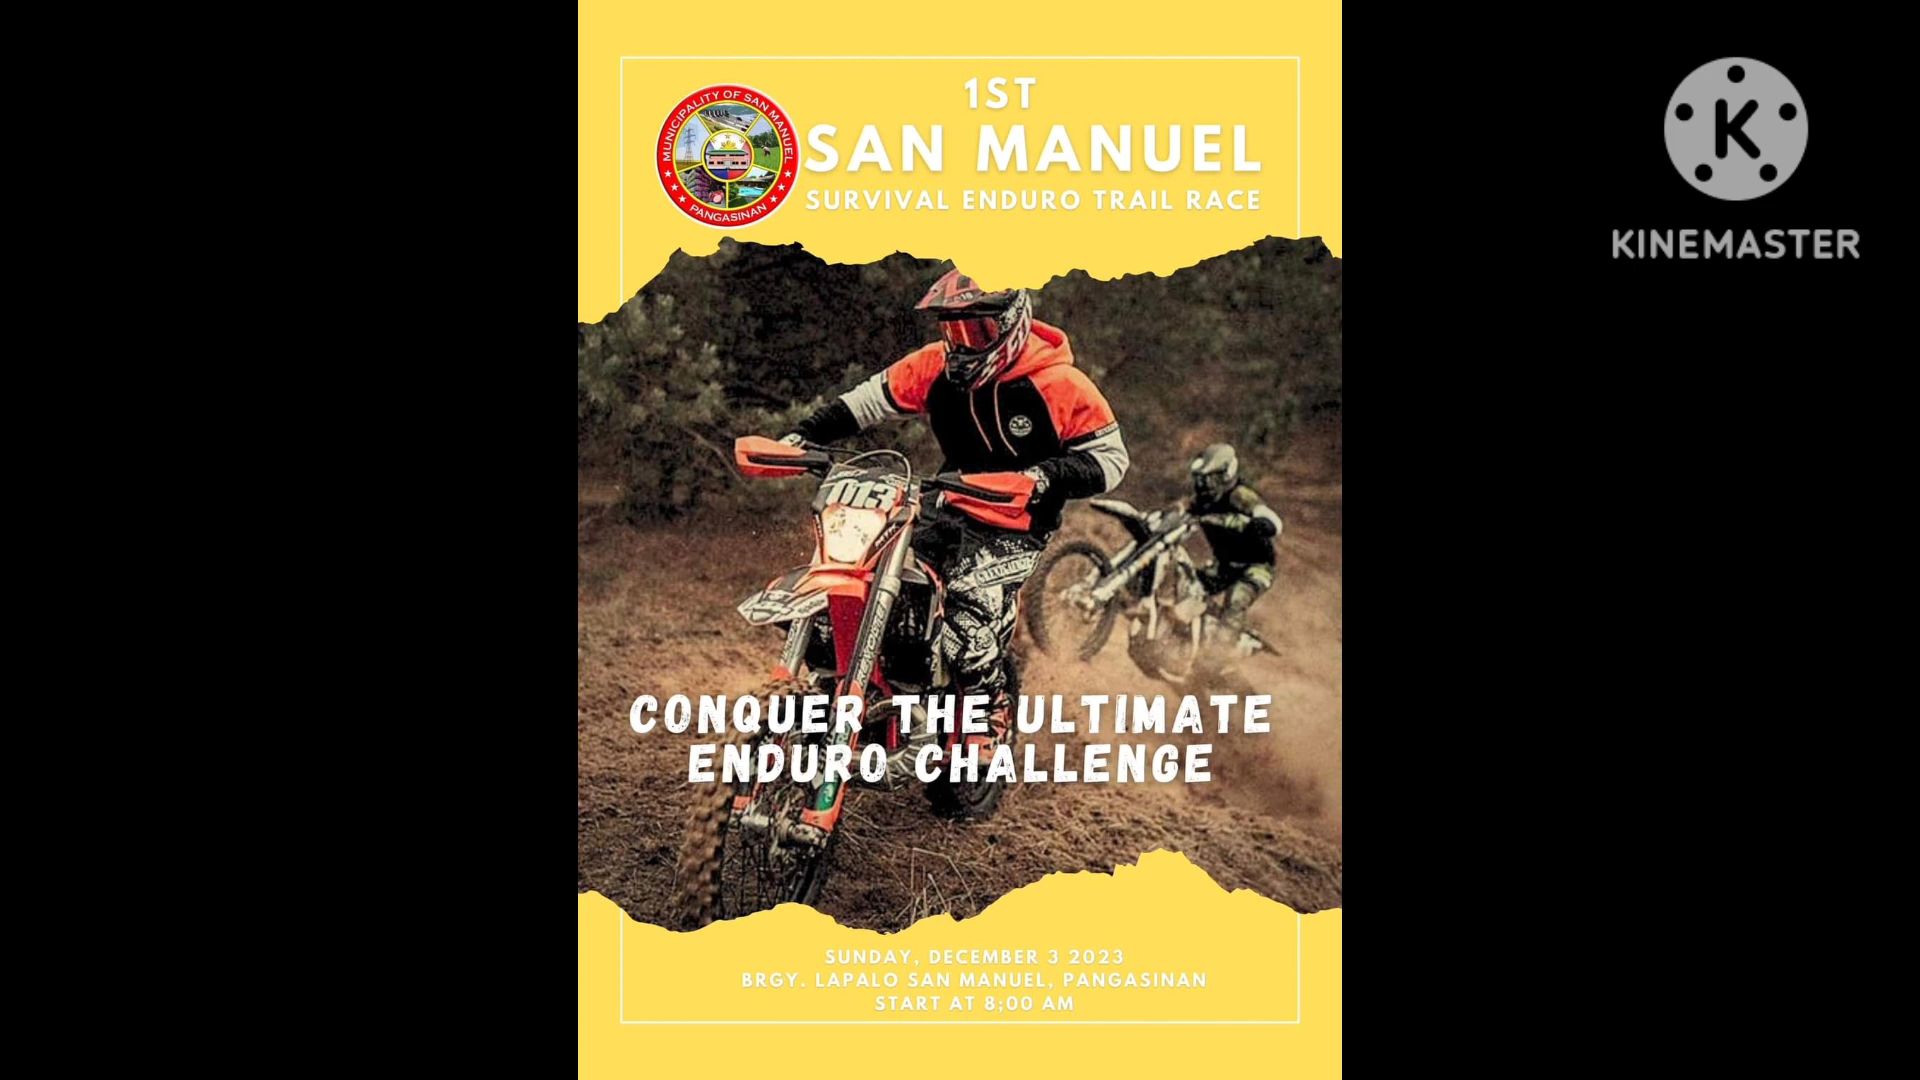 1ST
SAN MANUEL
SURVIVAL ENDURO TRAIL RACE
MUNICIPALITY OF SAN MANUEL
PANGASINAN
K
KINEMASTER
013
CONQUER THE ULTIMATE
ENDURO CHALLENGE
SUNDAY, DECEMBER 3 2023
BRGY. LAPALO SAN MANUEL, PANGASINAN
START AT 8;00 AM